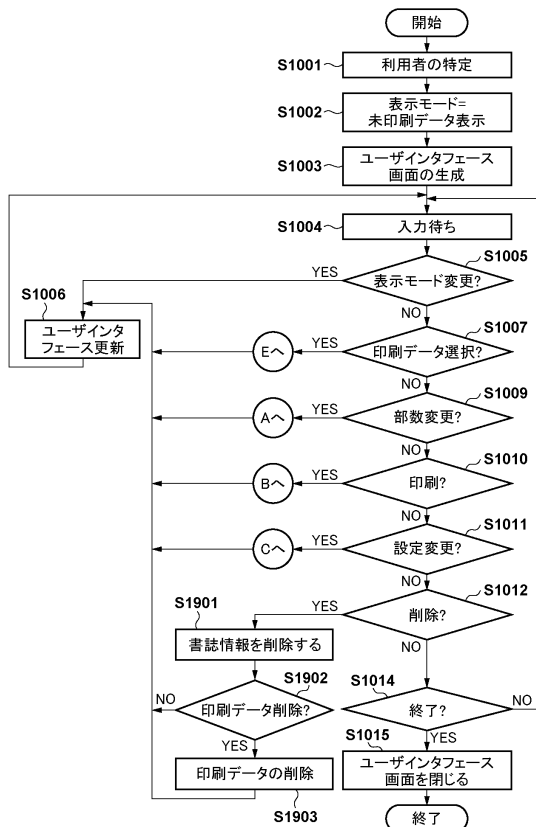 開始
S1001
利用者の特定
S1002
表示モード=
未印刷データ表示
S1003
ユーザインタフェース
画面の生成
S1004
入力待ち
S1005
表示モード変更?
YES
NO
S1006
ユーザインタ
フェース更新
S1007
印刷データ選択?
YES
Eへ
NO
S1009
部数変更?
YES
Aへ
NO
S1010
印刷?
YES
Bへ
NO
S1011
設定変更?
YES
Cへ
NO
S1012
削除?
YES
NO
S1901
書誌情報を削除する
S1902
印刷データ削除?
NO
YES
印刷データの削除
S1903
S1014
終了?
NO
YES
S1015
ユーザインタフェース
画面を閉じる
終了